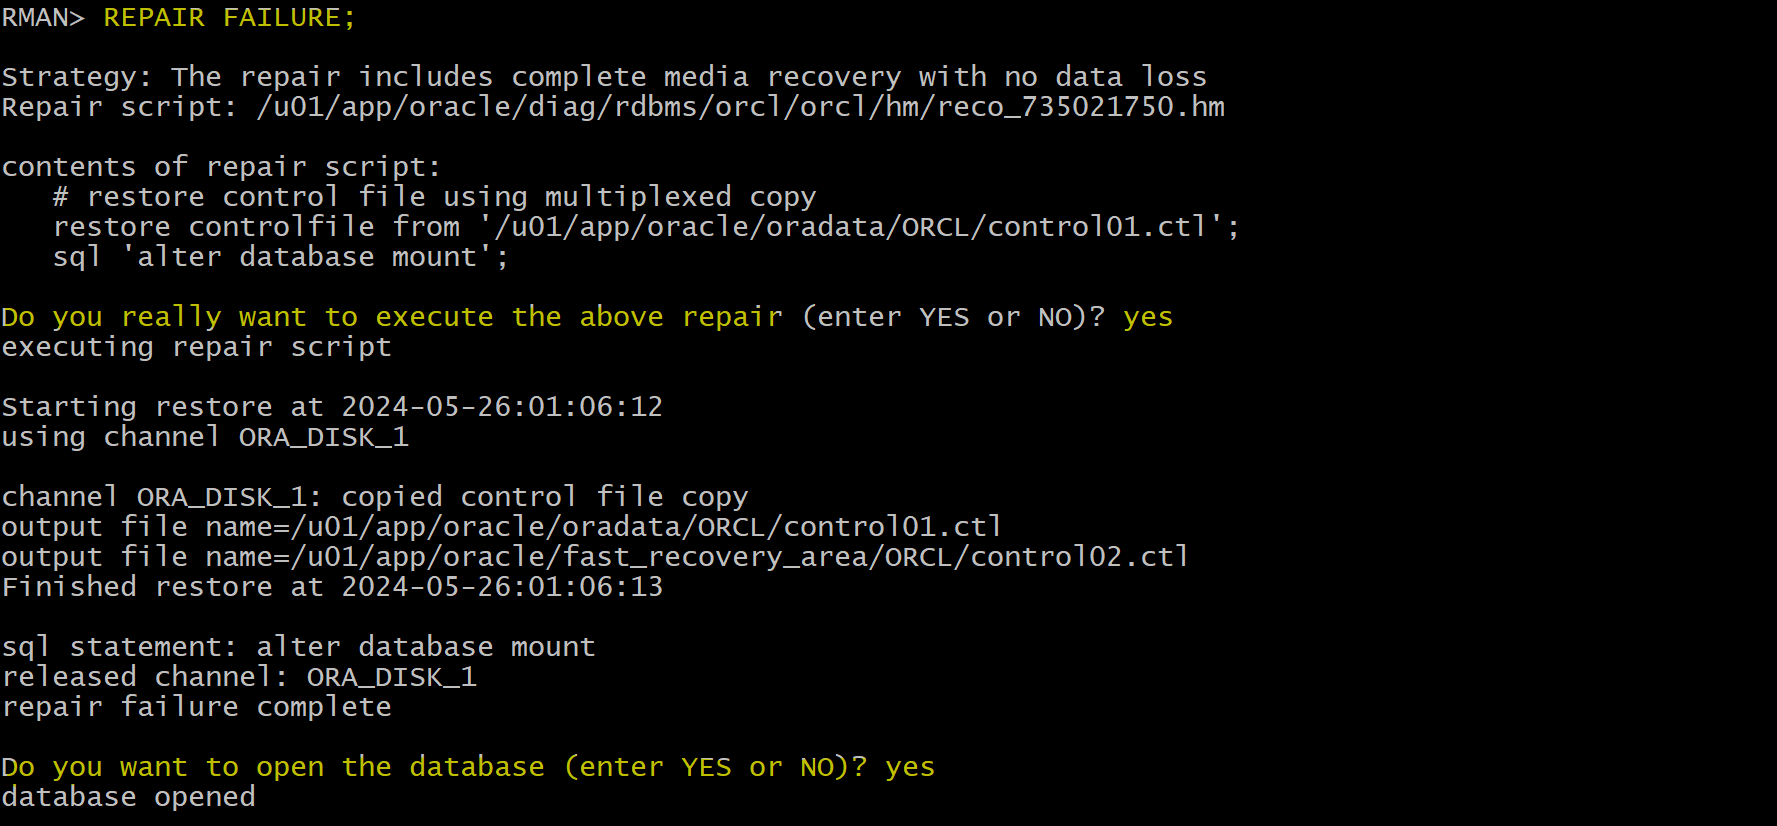 RMAN> REPAIR FAILURE;
Strategy: The repair includes complete media recovery with no data loss
Repair script: /u01/app/oracle/diag/rdbms/orcl/orcl/hm/reco_735021750.hm
contents of repair script:
# restore control file using multiplexed copy
restore controlfile from '/u01/app/oracle/oradata/ORCL/control01.ctl';
sql 'alter database mount';
Do you really want to execute the above repair (enter YES or NO)? yes
executing repair script
Starting restore at 2024-05-26:01:06:12
using channel ORA_DISK_1
channel ORA_DISK_1: copied control file copy
output file name=/u01/app/oracle/oradata/ORCL/control01.ctl
output file name=/u01/app/oracle/fast_recovery_area/ORCL/control02.ctl
Finished restore at 2024-05-26:01:06:13
sql statement: alter database mount
released channel: ORA_DISK_1
repair failure complete
Do you want to open the database (enter YES or NO)? yes
database opened